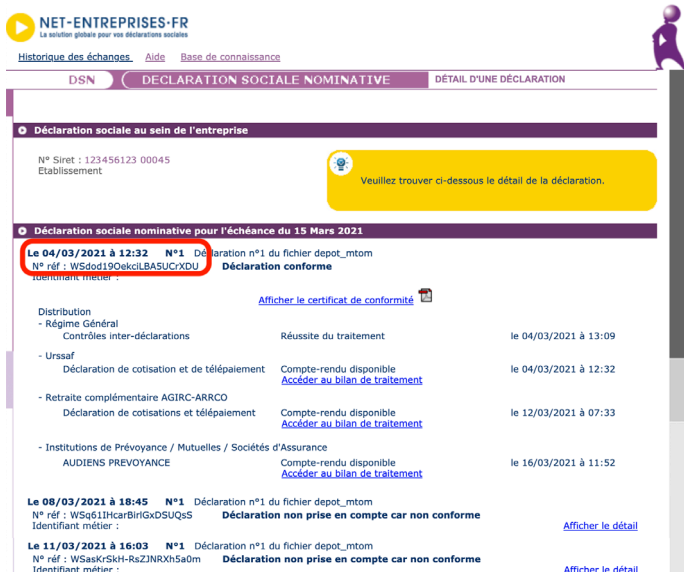 NET-ENTREPRISES·FR
La solution globale pour vos déclarations sociales
Historique des échanges Aide Base de connaissance
DSN DECLARATION SOCIALE NOMINATIVE DÉTAIL D'UNE DÉCLARATION
Déclaration sociale au sein de l'entreprise
N° Siret : 123456123 00045
Etablissement
Veuillez trouver ci-dessous le détail de la déclaration.
Déclaration sociale nominative pour l'échéance du 15 Mars 2021
Le 04/03/2021 à 12:32 N°1 Déclaration n°1 du fichier depot_mtom
N° réf : WSdod19OekciLBA5UCrXDU Déclaration conforme
Identifiant métier :
Afficher le certificat de conformité
Distribution
- Régime Général
Contrôles inter-déclarations Réussite du traitement le 04/03/2021 à 13:09
- Urssaf
Déclaration de cotisation et de télépaiement Compte-rendu disponible le 04/03/2021 à 12:32
Accéder au bilan de traitement
- Retraite complémentaire AGIRC-ARRCO
Déclaration de cotisations et télépaiement Compte-rendu disponible le 12/03/2021 à 07:33
Accéder au bilan de traitement
- Institutions de Prévoyance / Mutuelles / Sociétés d'Assurance
AUDIENS PREVOYANCE Compte-rendu disponible le 16/03/2021 à 11:52
Accéder au bilan de traitement
Le 08/03/2021 à 18:45 N°1 Déclaration n°1 du fichier depot_mtom
N° réf : WSq61IHcarBirlGxDSUQsS Déclaration non prise en compte car non conforme
Identifiant métier : Afficher le détail
Le 11/03/2021 à 16:03 N°1 Déclaration n°1 du fichier depot_mtom
N° réf : WSasKrSkH-RsZJNRXh5a0m Déclaration non prise en compte car non conforme
Identifiant métier : Afficher le détail